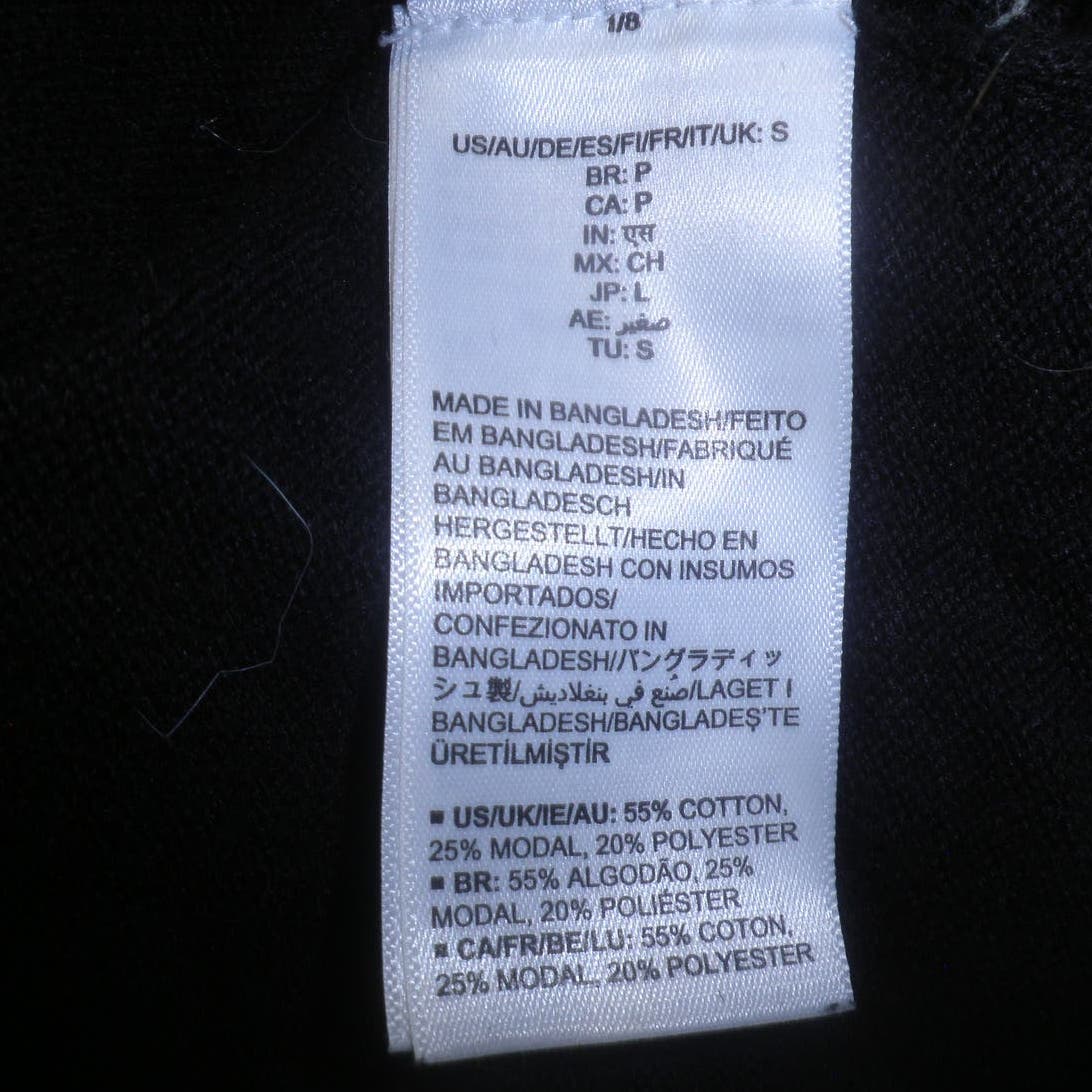 1/8
US/AU/DE/ES/FI/FR/IT/UK: S
BR: P
CA: P
IN: एस
MX: CH
JP: L
AE: صغير
TU: S
MADE IN BANGLADESH/FEITO
EM BANGLADESH/FABRIQUÉ
AU BANGLADESH/IN
BANGLADESCH
HERGESTELLT/HECHO EN
BANGLADESH CON INSUMOS
IMPORTADOS/
CONFEZIONATO IN
BANGLADESH/バングラディッ
シュ製/صُنع في بنغلاديش/LAGET I
BANGLADESH/BANGLADEŞ'TE
ÜRETİLMİŞTİR
▪ US/UK/IE/AU: 55% COTTON,
25% MODAL, 20% POLYESTER
▪ BR: 55% ALGODÃO, 25%
MODAL, 20% POLIÉSTER
▪ CA/FR/BE/LU: 55% COTON,
25% MODAL, 20% POLYESTER